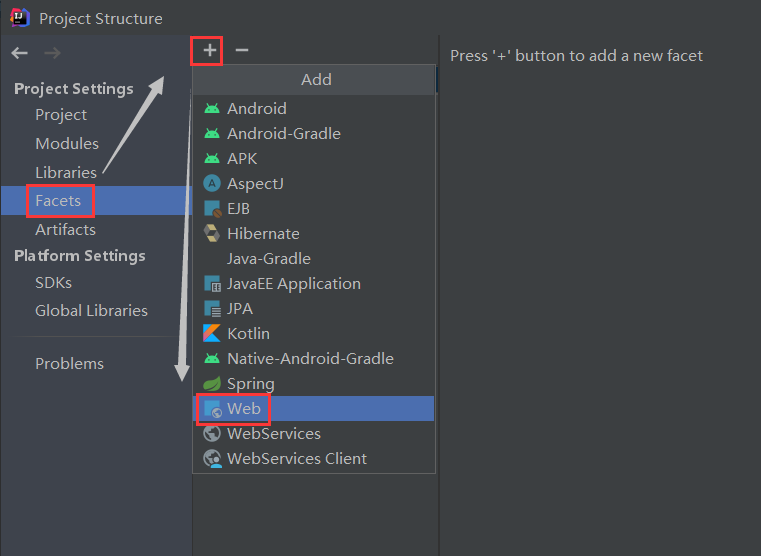 Project Structure
Project Settings
Project
Modules
Libraries
Facets
Artifacts
Platform Settings
SDKs
Global Libraries
Problems
Add
Android
Android-Gradle
APK
AspectJ
EJB
Hibernate
Java-Gradle
JavaEE Application
JPA
Kotlin
Native-Android-Gradle
Spring
Web
WebServices
WebServices Client
Press '+' button to add a new facet